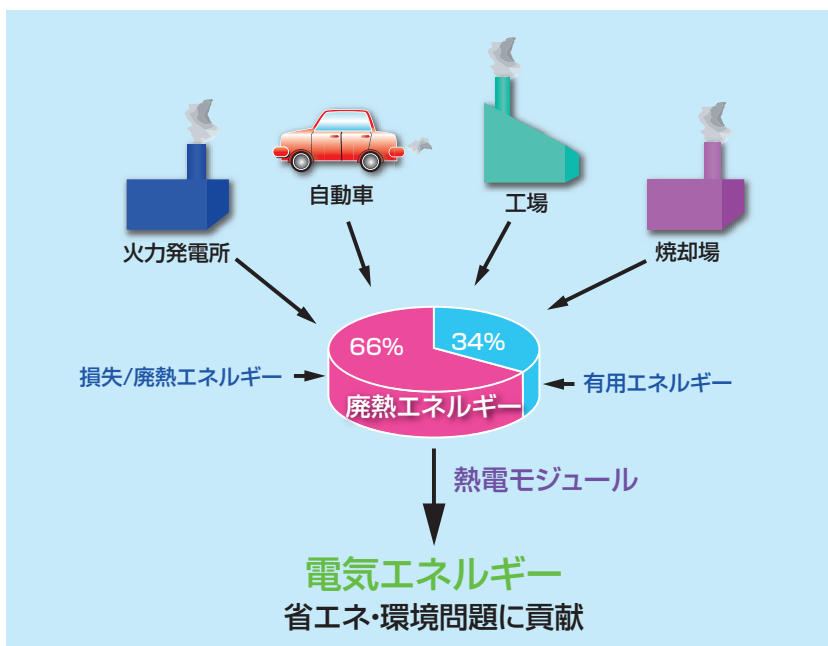 自動車
工場
火力発電所
焼却場
66%
34%
損失/廃熱エネルギー
有用エネルギー
廃熱エネルギー
熱電モジュール
電気エネルギー
省エネ・環境問題に貢献